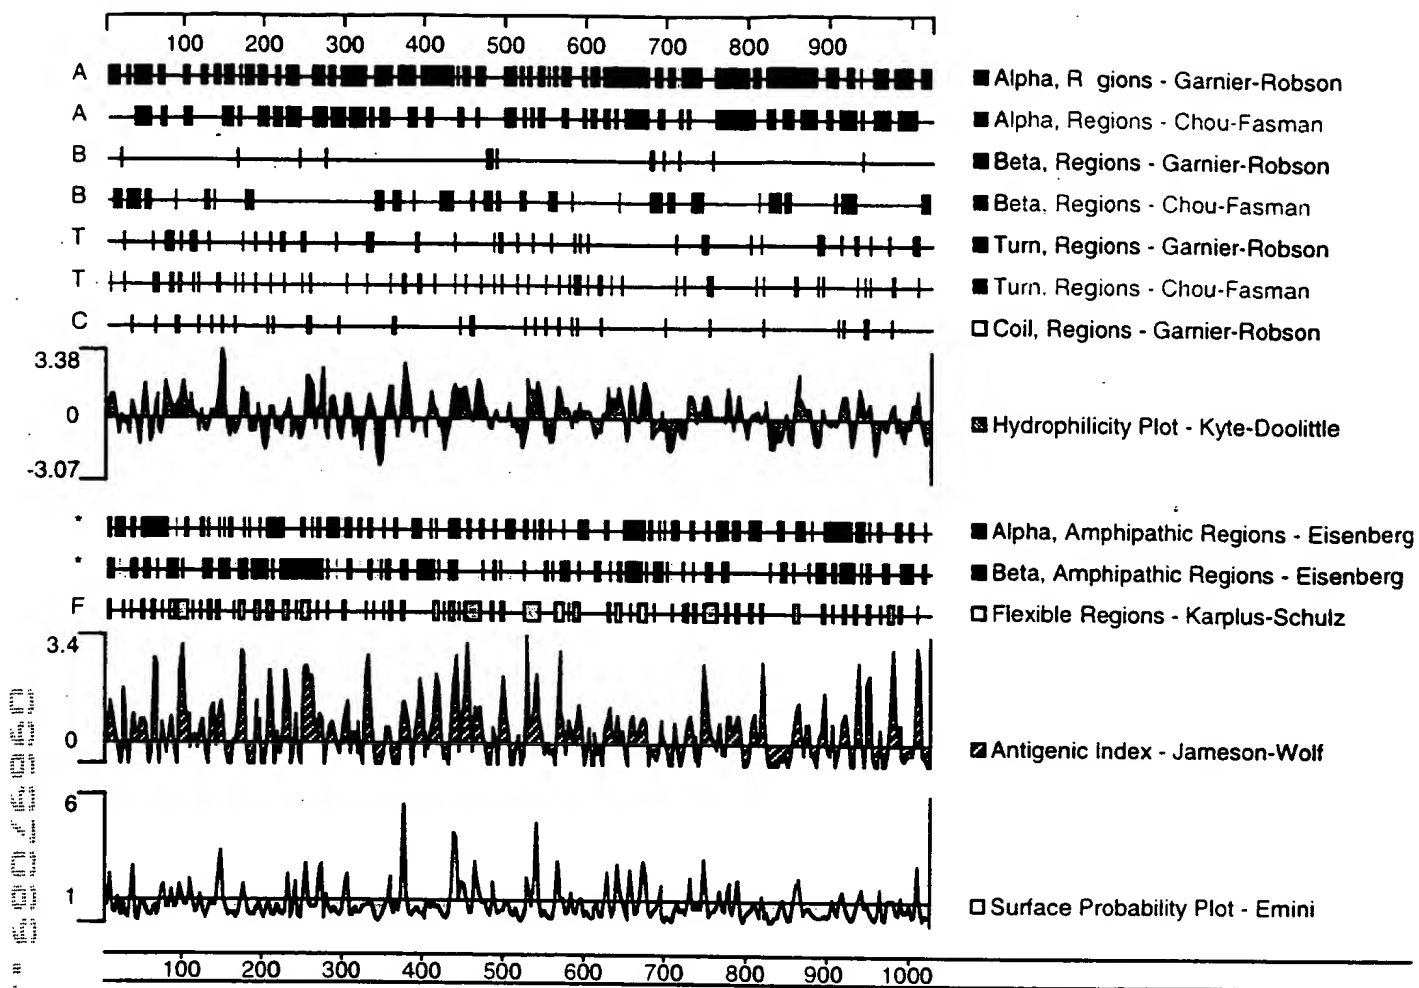 100 200 300 400 500 600 700 800 900
A Alpha, R gions - Garnier-Robson
A Alpha, Regions - Chou-Fasman
B Beta, Regions - Garnier-Robson
B Beta, Regions - Chou-Fasman
T Turn, Regions - Garnier-Robson
T Turn. Regions - Chou-Fasman
C Coil, Regions - Garnier-Robson
3.38
0 Hydrophilicity Plot - Kyte-Doolittle
-3.07
* Alpha, Amphipathic Regions - Eisenberg
* Beta, Amphipathic Regions - Eisenberg
F Flexible Regions - Karplus-Schulz
3.4
0 Antigenic Index - Jameson-Wolf
6
1 Surface Probability Plot - Emini
100 200 300 400 500 600 700 800 900 1000